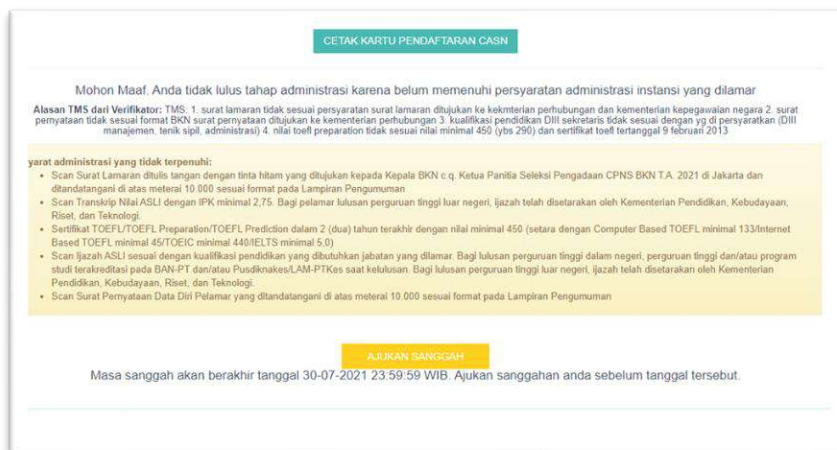 CETAK KARTU PENDAFTARAN CASN
Mohon Maaf, Anda tidak lulus tahap administrasi karena belum memenuhi persyaratan administrasi instansi yang dilamar
Alasan TMS dari Verifikator: TMS: 1. surat lamaran tidak sesuai persyaratan surat lamaran ditujukan ke kekmterian perhubungan dan kementerian kepegawaian negara 2. surat
pernyataan tidak sesuai format BKN surat pernyataan ditujukan ke kementerian perhubungan 3. kualifikasi pendidikan DIII sekretaris tidak sesuai dengan yg di persyaratkan (DIII
manajemen, tenik sipil, administrasi) 4. nilai toefl preparation tidak sesuai nilai minimal 450 (ybs 290) dan sertifikat toefl tertanggal 9 februari 2013
yarat administrasi yang tidak terpenuhi:
• Scan Surat Lamaran ditulis tangan dengan tinta hitam yang ditujukan kepada Kepala BKN c.q. Ketua Panitia Seleksi Pengadaan CPNS BKN T.A. 2021 di Jakarta dan
ditandatangani di atas meterai 10.000 sesuai format pada Lampiran Pengumuman
• Scan Transkrip Nilai ASLI dengan IPK minimal 2,75. Bagi pelamar lulusan perguruan tinggi luar negeri, ijazah telah disetarakan oleh Kementerian Pendidikan, Kebudayaan,
Riset, dan Teknologi.
• Sertifikat TOEFL/TOEFL Preparation/TOEFL Prediction dalam 2 (dua) tahun terakhir dengan nilai minimal 450 (setara dengan Computer Based TOEFL minimal 133/Internet
Based TOEFL minimal 45/TOEIC minimal 440/IELTS minimal 5,0)
• Scan Ijazah ASLI sesuai dengan kualifikasi pendidikan yang dibutuhkan jabatan yang dilamar. Bagi lulusan perguruan tinggi dalam negeri, perguruan tinggi dan/atau program
studi terakreditasi pada BAN-PT dan/atau Pusdiknakes/LAM-PTKes saat kelulusan. Bagi lulusan perguruan tinggi luar negeri, ijazah telah disetarakan oleh Kementerian
Pendidikan, Kebudayaan, Riset, dan Teknologi.
• Scan Surat Pernyataan Data Diri Pelamar yang ditandatangani di atas meterai 10.000 sesuai format pada Lampiran Pengumuman
AJUKAN SANGGAH
Masa sanggah akan berakhir tanggal 30-07-2021 23:59:59 WIB. Ajukan sanggahan anda sebelum tanggal tersebut.